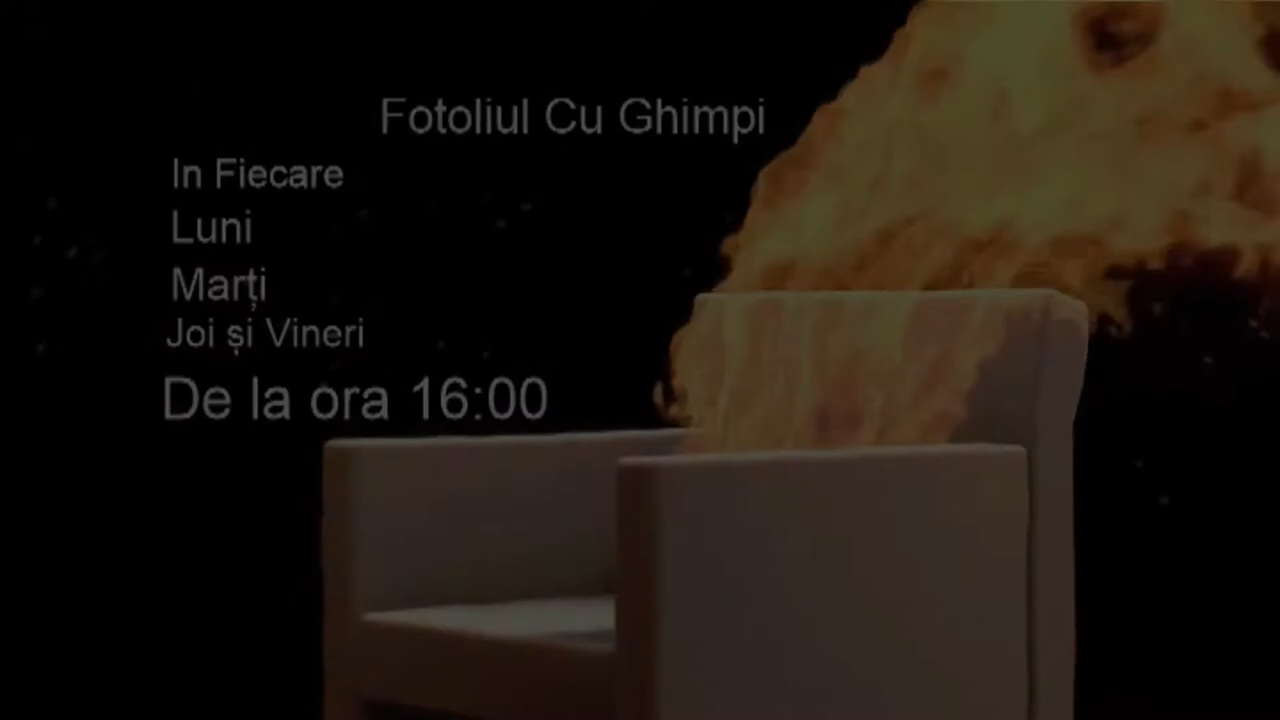 Fotoliul Cu Ghimpi
In Fiecare
Luni
Marți
Joi și Vineri
De la ora 16:00